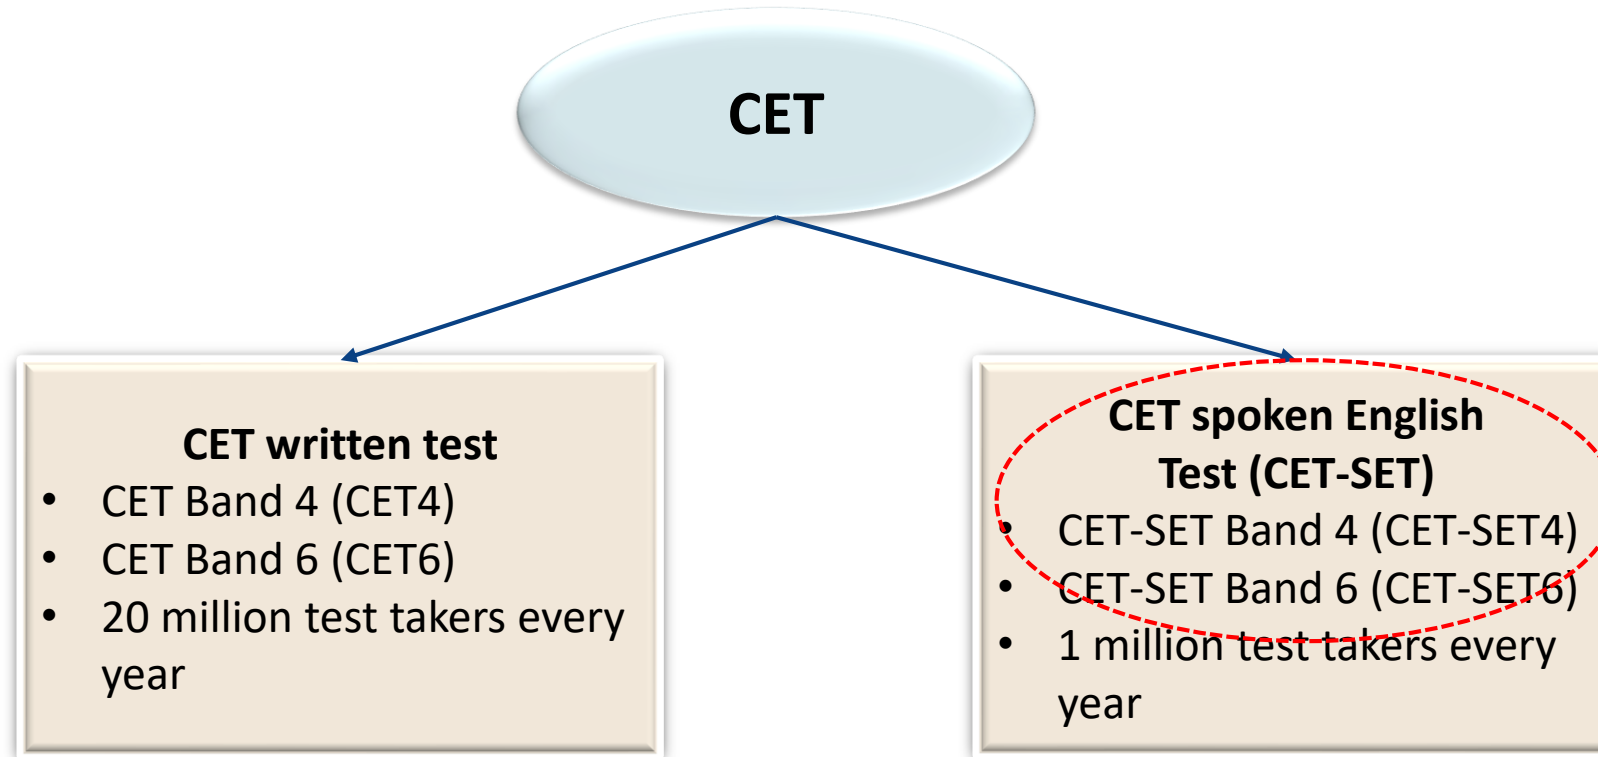 CET
CET written test
• CET Band 4 (CET4)
• CET Band 6 (CET6)
• 20 million test takers every
year
CET spoken English
Test (CET-SET)
• CET-SET Band 4 (CET-SET4)
• CET-SET Band 6 (CET-SET6)
• 1 million test takers every
year